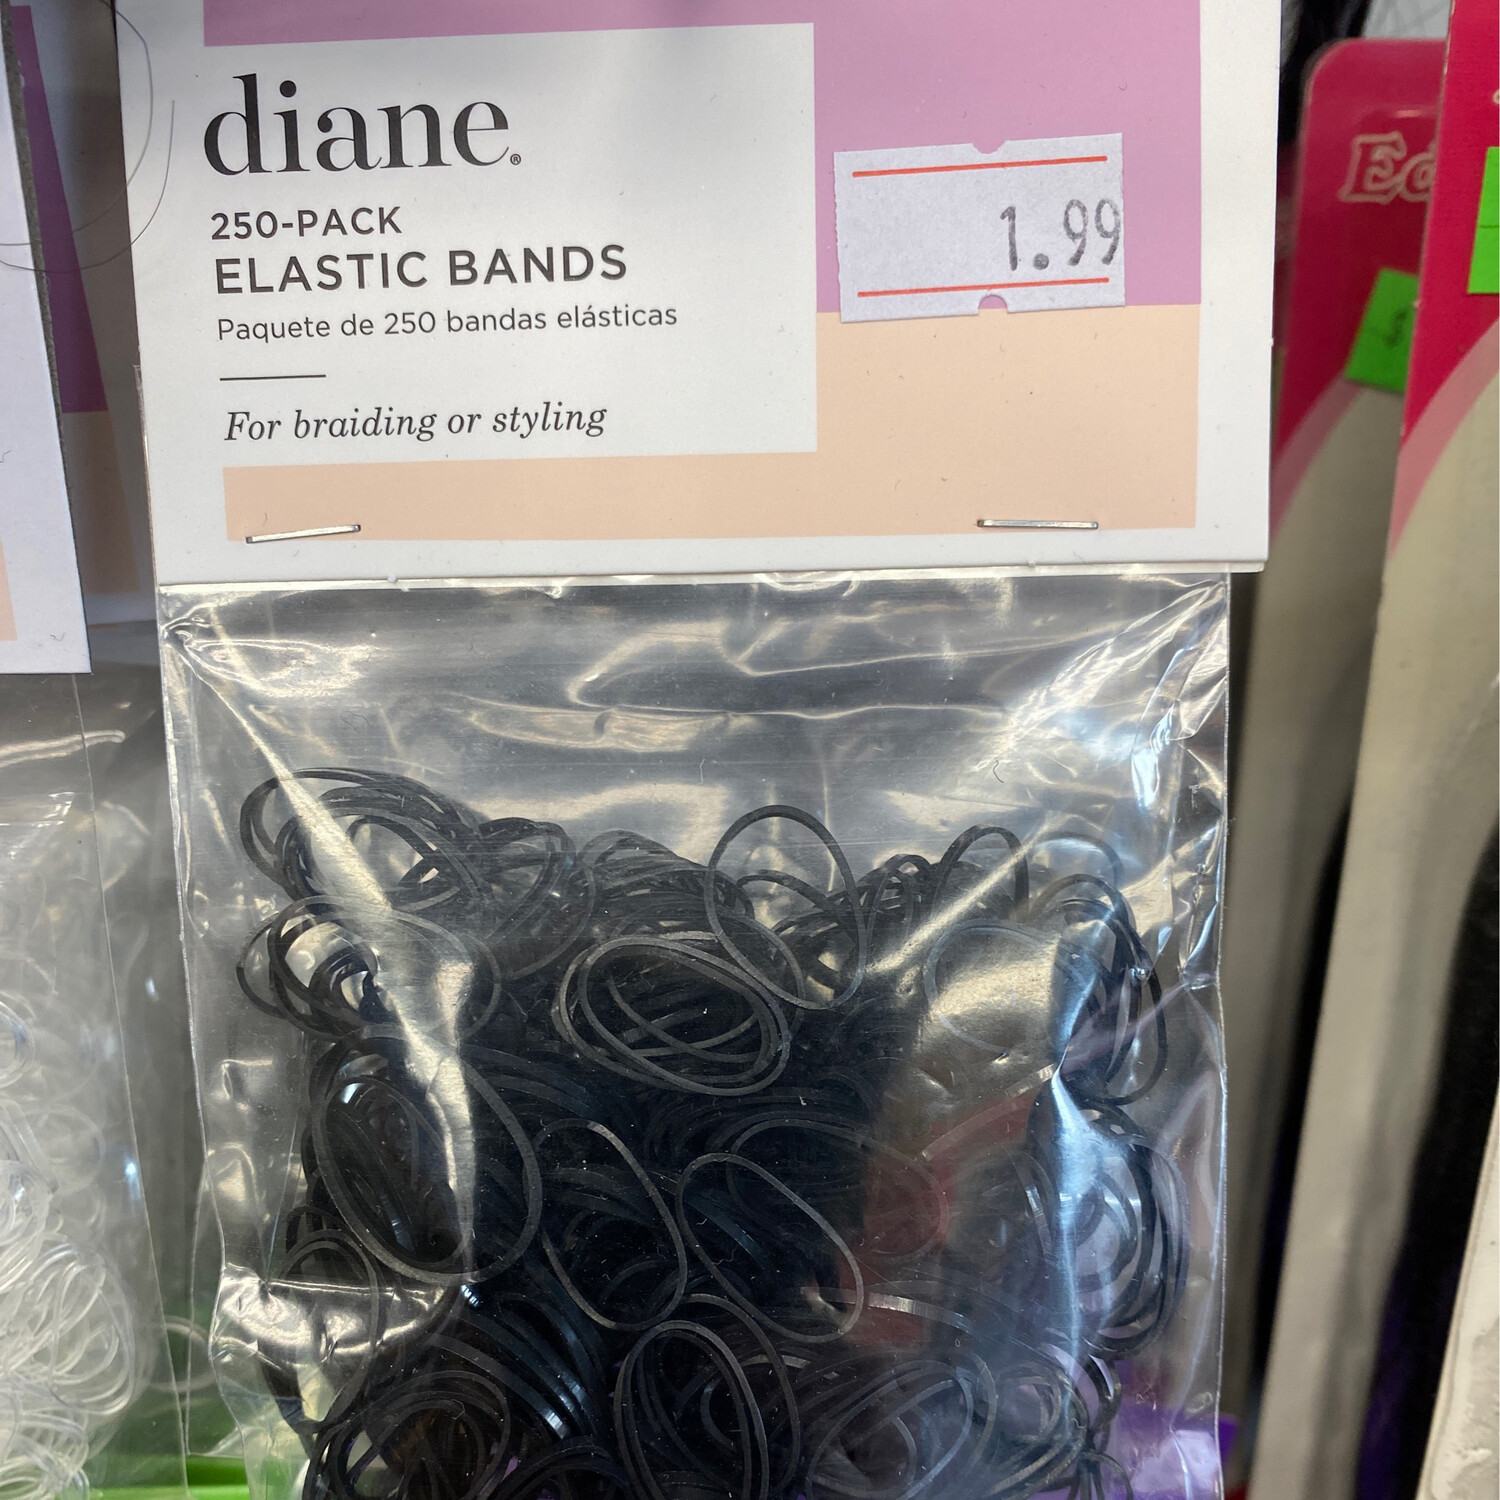 diane®
250-PACK
ELASTIC BANDS
Paquete de 250 bandas elásticas
For braiding or styling
1.99